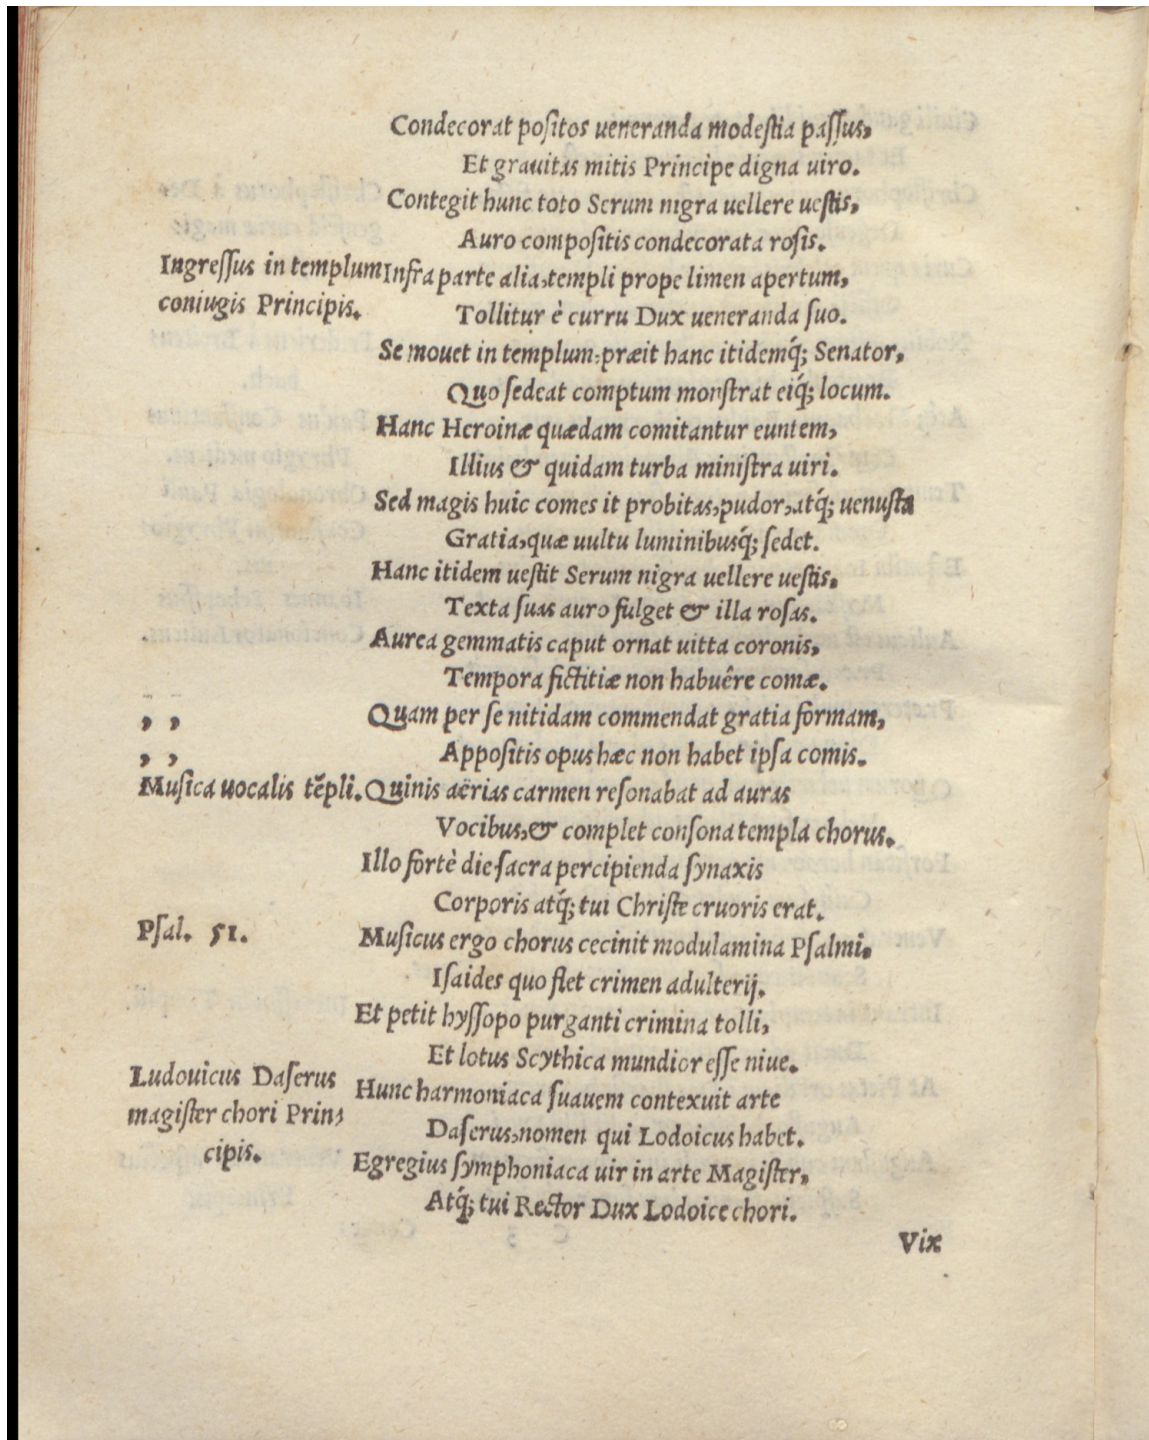 Condecorat poſitos ueneranda modeſtia paſſus,
Et grauitas mitis Principe digna uiro.
Contegit hunc toto Serum nigra uellere ueſtis,
Auro compoſitis condecorata roſis.
Ingreſſus in templum
coniugis Principis.
Infra parte alia, templi prope limen apertum,
Tollitur è curru Dux ueneranda ſuo.
Se mouet in templum: præit hanc itidemq́; Senator,
Quo ſedeat comptum monſtrat eiq́; locum.
Hanc Heroinæ quædam comitantur euntem,
Illius & quidam turba miniſtra uiri.
Sed magis huic comes it probitas, pudor, atq́; uenuſta
Gratia, quæ uultu luminibusq́; ſedet.
Hanc itidem ueſtit Serum nigra uellere ueſtis,
Texta ſuas auro fulget & illa roſas.
Aurea gemmatis caput ornat uitta coronis,
Tempora fictitiæ non habuêre comæ.
, ,
Quam per ſe nitidam commendat gratia formam,
, ,
Appoſitis opus hæc non habet ipſa comis.
Muſica uocalis tẽpli.
Quinis aërias carmen reſonabat ad auras
Vocibus, & complet conſona templa chorus.
Illo fortè die ſacra percipienda ſynaxis
Corporis atq́; tui Chriſte cruoris erat.
Pſal. 51.
Muſicus ergo chorus cecinit modulamina Pſalmi,
Iſaides quo flet crimen adulterij.
Et petit hyſſopo purganti crimina tolli,
Et lotus Scythica mundior eſſe niue.
Ludouicus Daſerus
magiſter chori Prin⸗
cipis.
Hunc harmoniaca ſuauem contexuit arte
Daſerus, nomen qui Lodoicus habet.
Egregius ſymphoniaca uir in arte Magiſter,
Atq́; tui Rector Dux Lodoice chori.
Vix